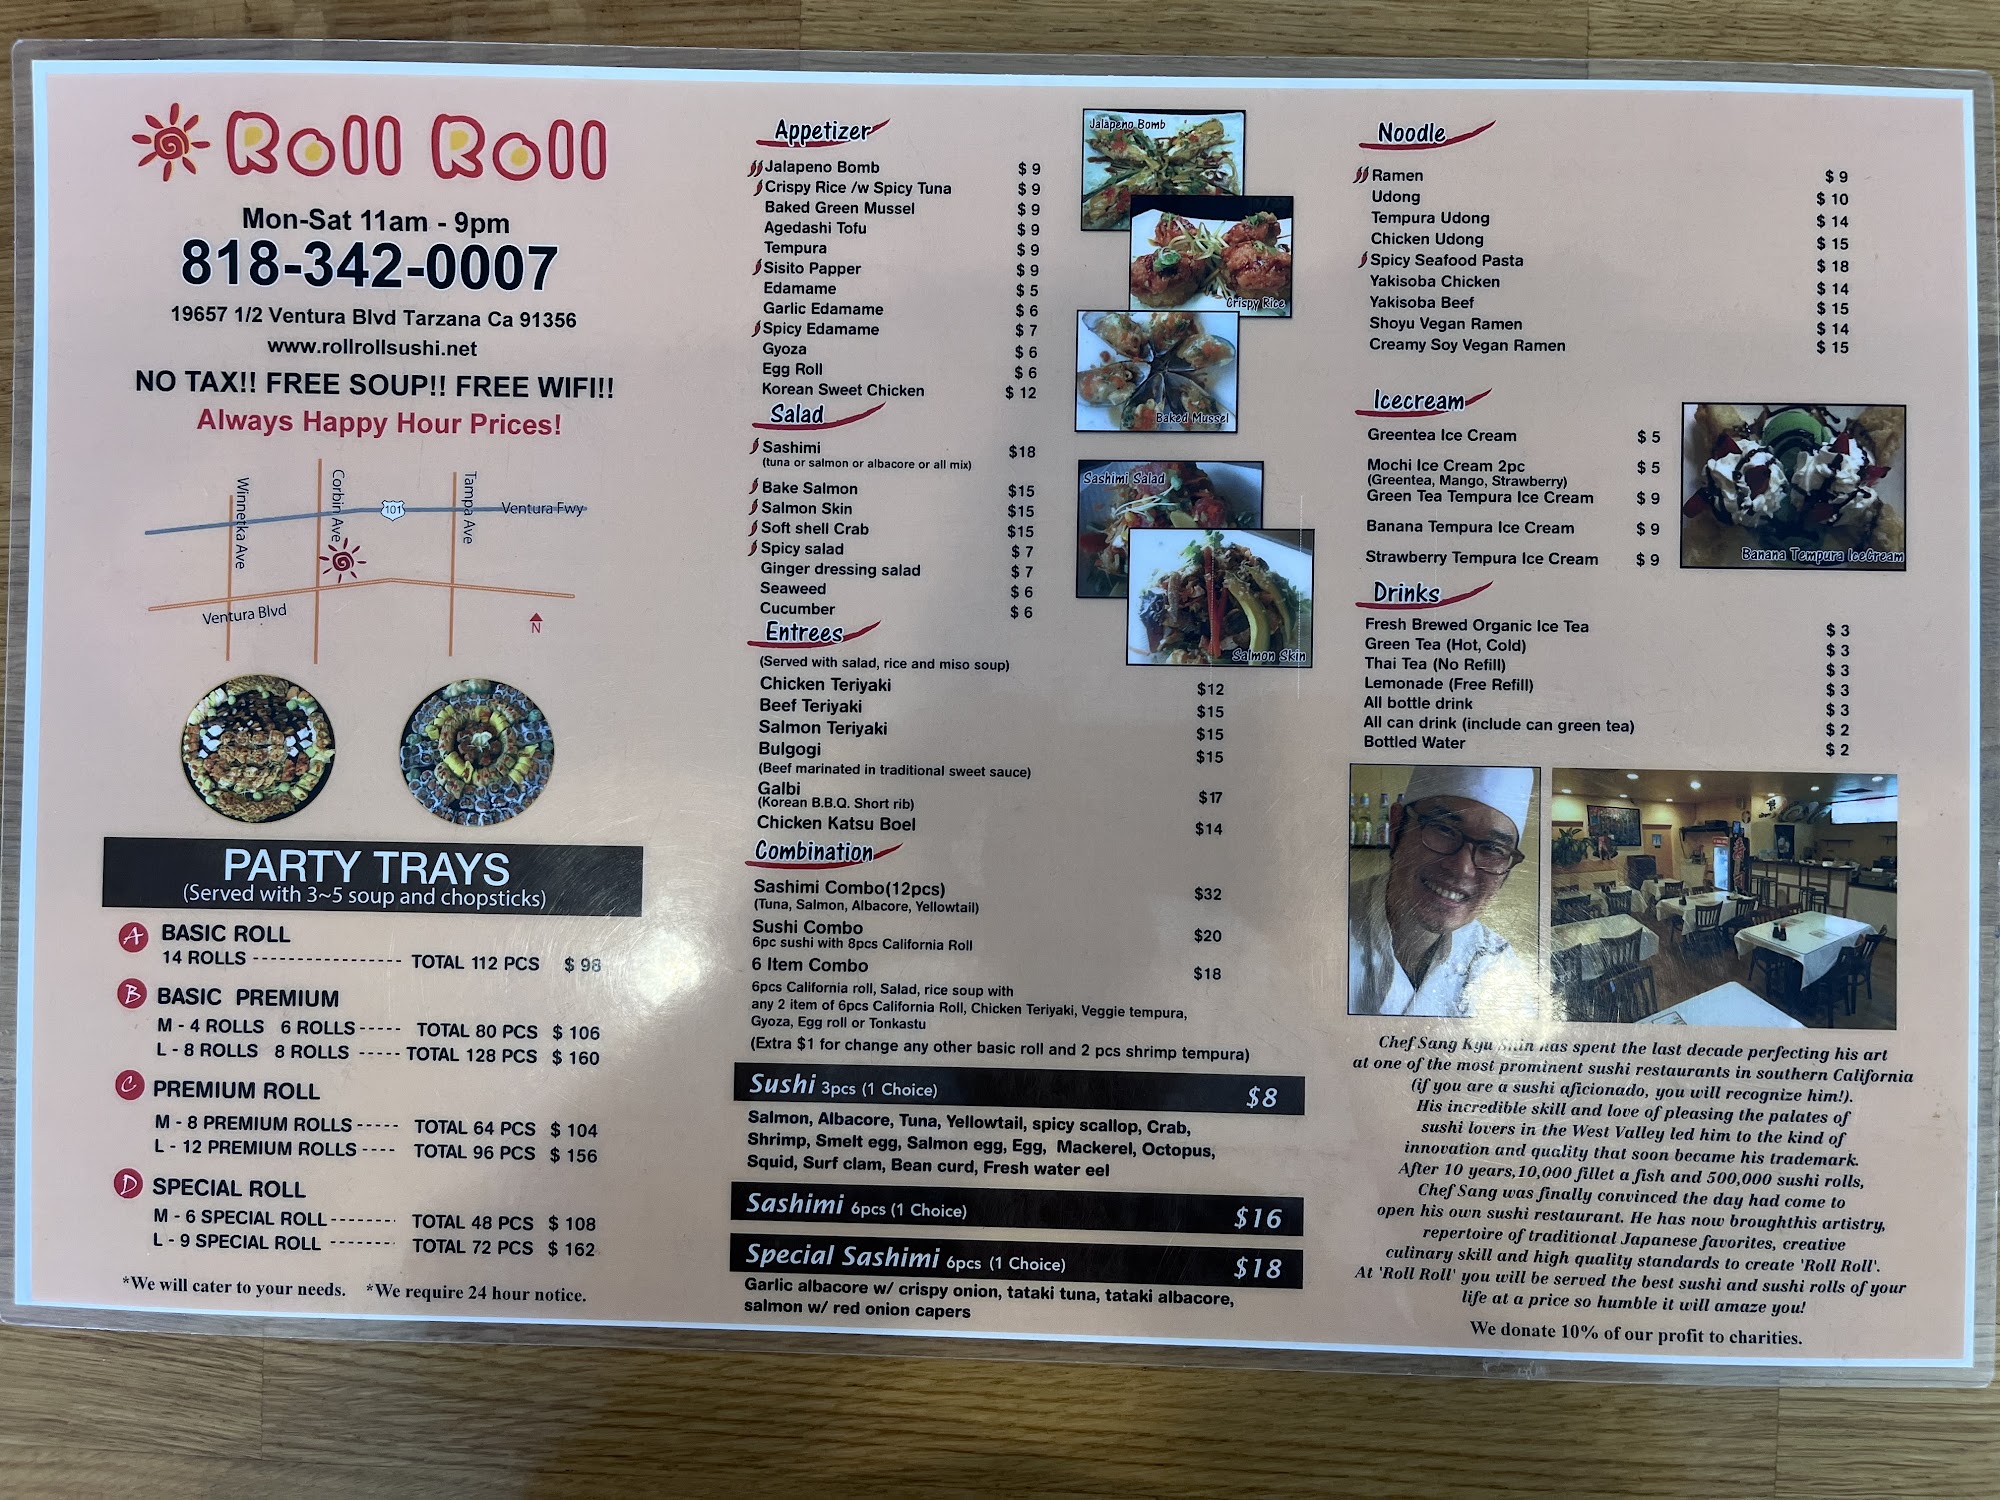 Roll Roll
Mon-Sat 11am - 9pm
818-342-0007
19657 1/2 Ventura Blvd Tarzana Ca 91356
www.rollrollsushi.net
NO TAX!! FREE SOUP!! FREE WIFI!!
Always Happy Hour Prices!
Winnetka Ave
Corbin Ave
101
Tampa Ave
Ventura Fwy
Ventura Blvd
N
PARTY TRAYS
(Served with 3~5 soup and chopsticks)
A BASIC ROLL
14 ROLLS ----------------- TOTAL 112 PCS $ 98
B BASIC PREMIUM
M - 4 ROLLS 6 ROLLS ----- TOTAL 80 PCS $ 106
L - 8 ROLLS 8 ROLLS ----- TOTAL 128 PCS $ 160
C PREMIUM ROLL
M - 8 PREMIUM ROLLS ----- TOTAL 64 PCS $ 104
L - 12 PREMIUM ROLLS ---- TOTAL 96 PCS $ 156
D SPECIAL ROLL
M - 6 SPECIAL ROLL -------- TOTAL 48 PCS $ 108
L - 9 SPECIAL ROLL -------- TOTAL 72 PCS $ 162
*We will cater to your needs. *We require 24 hour notice.
Appetizer
Jalapeno Bomb $ 9
Crispy Rice /w Spicy Tuna $ 9
Baked Green Mussel $ 9
Agedashi Tofu $ 9
Tempura $ 9
Sisito Papper $ 9
Edamame $ 5
Garlic Edamame $ 6
Spicy Edamame $ 7
Gyoza $ 6
Egg Roll $ 6
Korean Sweet Chicken $ 12
Jalapeno Bomb
Crispy Rice
Baked Mussel
Salad
Sashimi $18
(tuna or salmon or albacore or all mix)
Bake Salmon $15
Salmon Skin $15
Soft shell Crab $15
Spicy salad $ 7
Ginger dressing salad $ 7
Seaweed $ 6
Cucumber $ 6
Sashimi Salad
Salmon Skin
Entrees
(Served with salad, rice and miso soup)
Chicken Teriyaki $12
Beef Teriyaki $15
Salmon Teriyaki $15
Bulgogi $15
(Beef marinated in traditional sweet sauce)
Galbi $17
(Korean B.B.Q. Short rib)
Chicken Katsu Boel $14
Combination
Sashimi Combo(12pcs) $32
(Tuna, Salmon, Albacore, Yellowtail)
Sushi Combo $20
6pc sushi with 8pcs California Roll
6 Item Combo $18
6pcs California roll, Salad, rice soup with
any 2 item of 6pcs California Roll, Chicken Teriyaki, Veggie tempura,
Gyoza, Egg roll or Tonkastu
(Extra $1 for change any other basic roll and 2 pcs shrimp tempura)
Sushi 3pcs (1 Choice) $8
Salmon, Albacore, Tuna, Yellowtail, spicy scallop, Crab,
Shrimp, Smelt egg, Salmon egg, Egg, Mackerel, Octopus,
Squid, Surf clam, Bean curd, Fresh water eel
Sashimi 6pcs (1 Choice) $16
Special Sashimi 6pcs (1 Choice) $18
Garlic albacore w/ crispy onion, tataki tuna, tataki albacore,
salmon w/ red onion capers
Noodle
Ramen $ 9
Udong $ 10
Tempura Udong $ 14
Chicken Udong $ 15
Spicy Seafood Pasta $ 18
Yakisoba Chicken $ 14
Yakisoba Beef $ 15
Shoyu Vegan Ramen $ 14
Creamy Soy Vegan Ramen $ 15
Icecream
Greentea Ice Cream $ 5
Mochi Ice Cream 2pc $ 5
(Greentea, Mango, Strawberry)
Green Tea Tempura Ice Cream $ 9
Banana Tempura Ice Cream $ 9
Strawberry Tempura Ice Cream $ 9
Banana Tempura IceCream
Drinks
Fresh Brewed Organic Ice Tea $ 3
Green Tea (Hot, Cold) $ 3
Thai Tea (No Refill) $ 3
Lemonade (Free Refill) $ 3
All bottle drink $ 3
All can drink (include can green tea) $ 2
Bottled Water $ 2
Chef Sang Kyu Shin has spent the last decade perfecting his art
at one of the most prominent sushi restaurants in southern California
(if you are a sushi aficionado, you will recognize him!).
His incredible skill and love of pleasing the palates of
sushi lovers in the West Valley led him to the kind of
innovation and quality that soon became his trademark.
After 10 years,10,000 fillet a fish and 500,000 sushi rolls,
Chef Sang was finally convinced the day had come to
open his own sushi restaurant. He has now broughthis artistry,
repertoire of traditional Japanese favorites, creative
culinary skill and high quality standards to create 'Roll Roll'.
At 'Roll Roll' you will be served the best sushi and sushi rolls of your
life at a price so humble it will amaze you!
We donate 10% of our profit to charities.